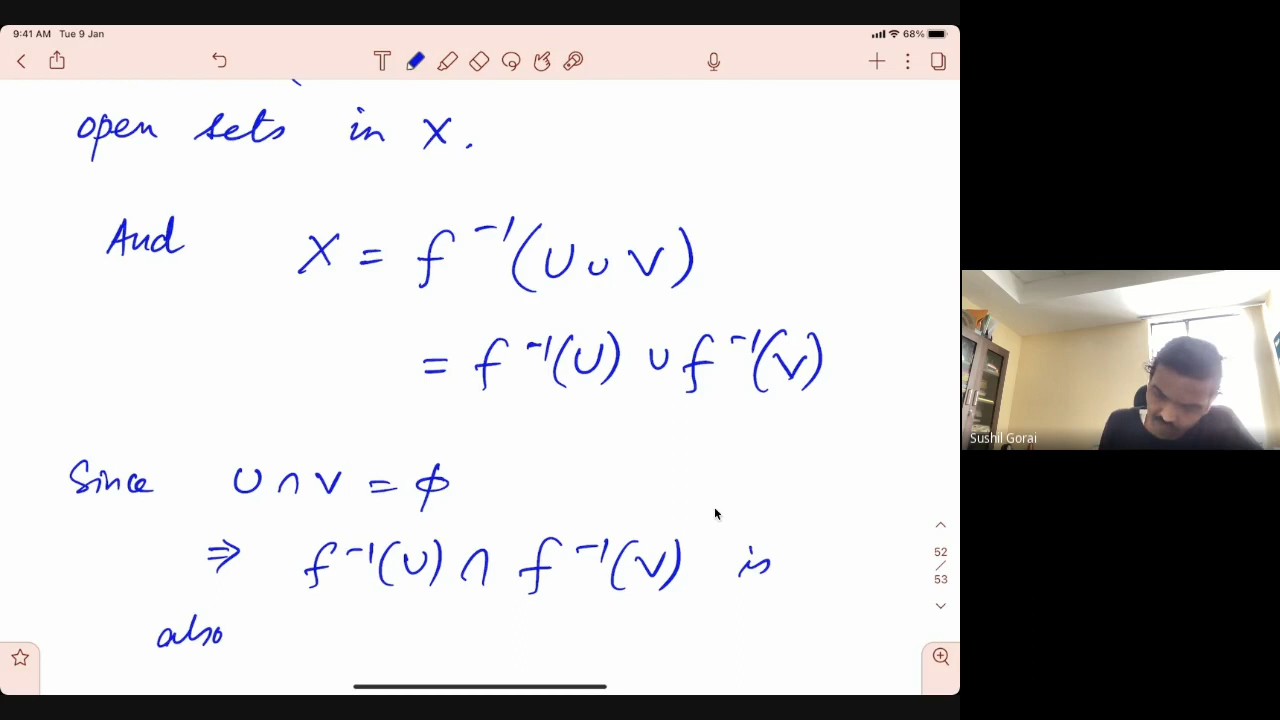 9:41 AM Tue 9 Jan
68%
T
open sets in X.
And X = f⁻¹(U ∪ V)
= f⁻¹(U) ∪ f⁻¹(V)
Since U ∩ V = ϕ
⇒ f⁻¹(U) ∩ f⁻¹(V) is
also
52
/
53
Sushil Gorai